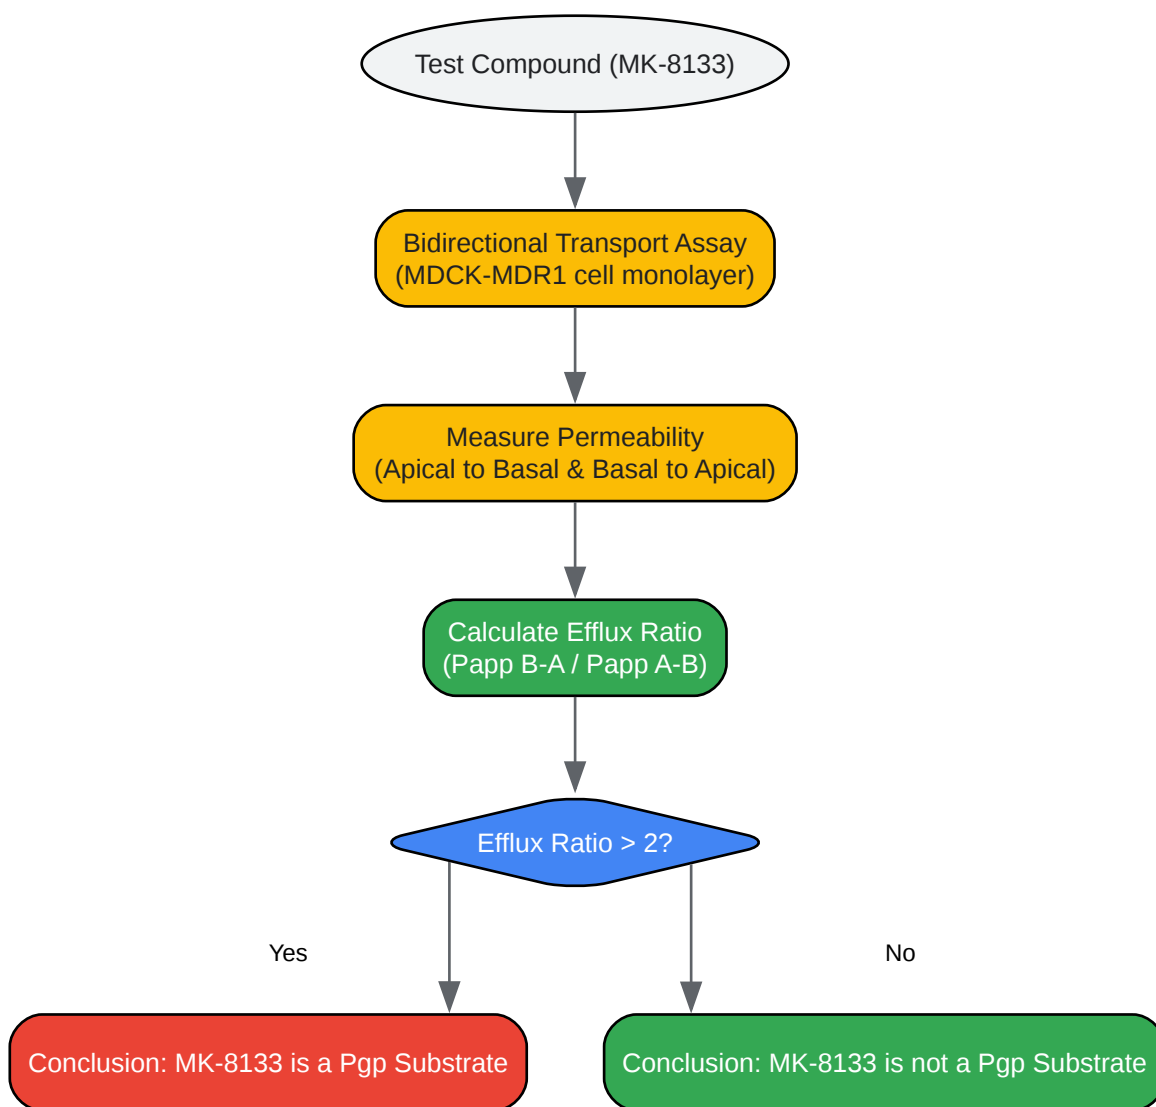 Test Compound (MK-8133)
Bidirectional Transport Assay
(MDCK-MDR1 cell monolayer)
Measure Permeability
(Apical to Basal & Basal to Apical)
Calculate Efflux Ratio
(Papp B-A / Papp A-B)
Efflux Ratio > 2?
Yes
No
Conclusion: MK-8133 is a Pgp Substrate
Conclusion: MK-8133 is not a Pgp Substrate